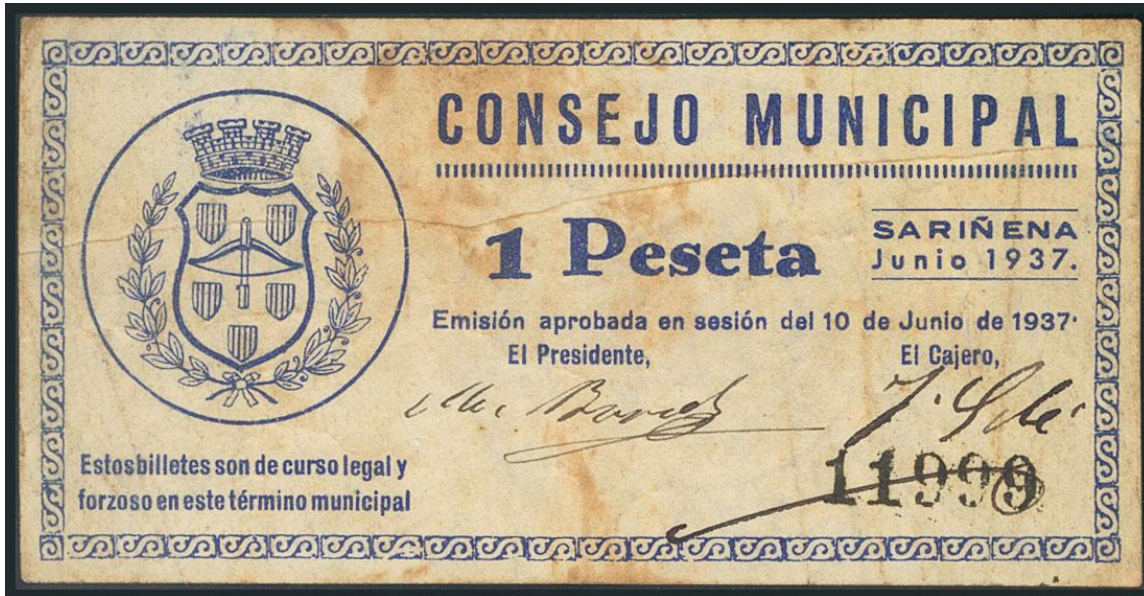 CONSEJO MUNICIPAL
1 Peseta
SARIÑENA
Junio 1937.
Emisión aprobada en sesión del 10 de Junio de 1937.
El Presidente,
El Cajero,
Estos billetes son de curso legal y
forzoso en este término municipal
11999